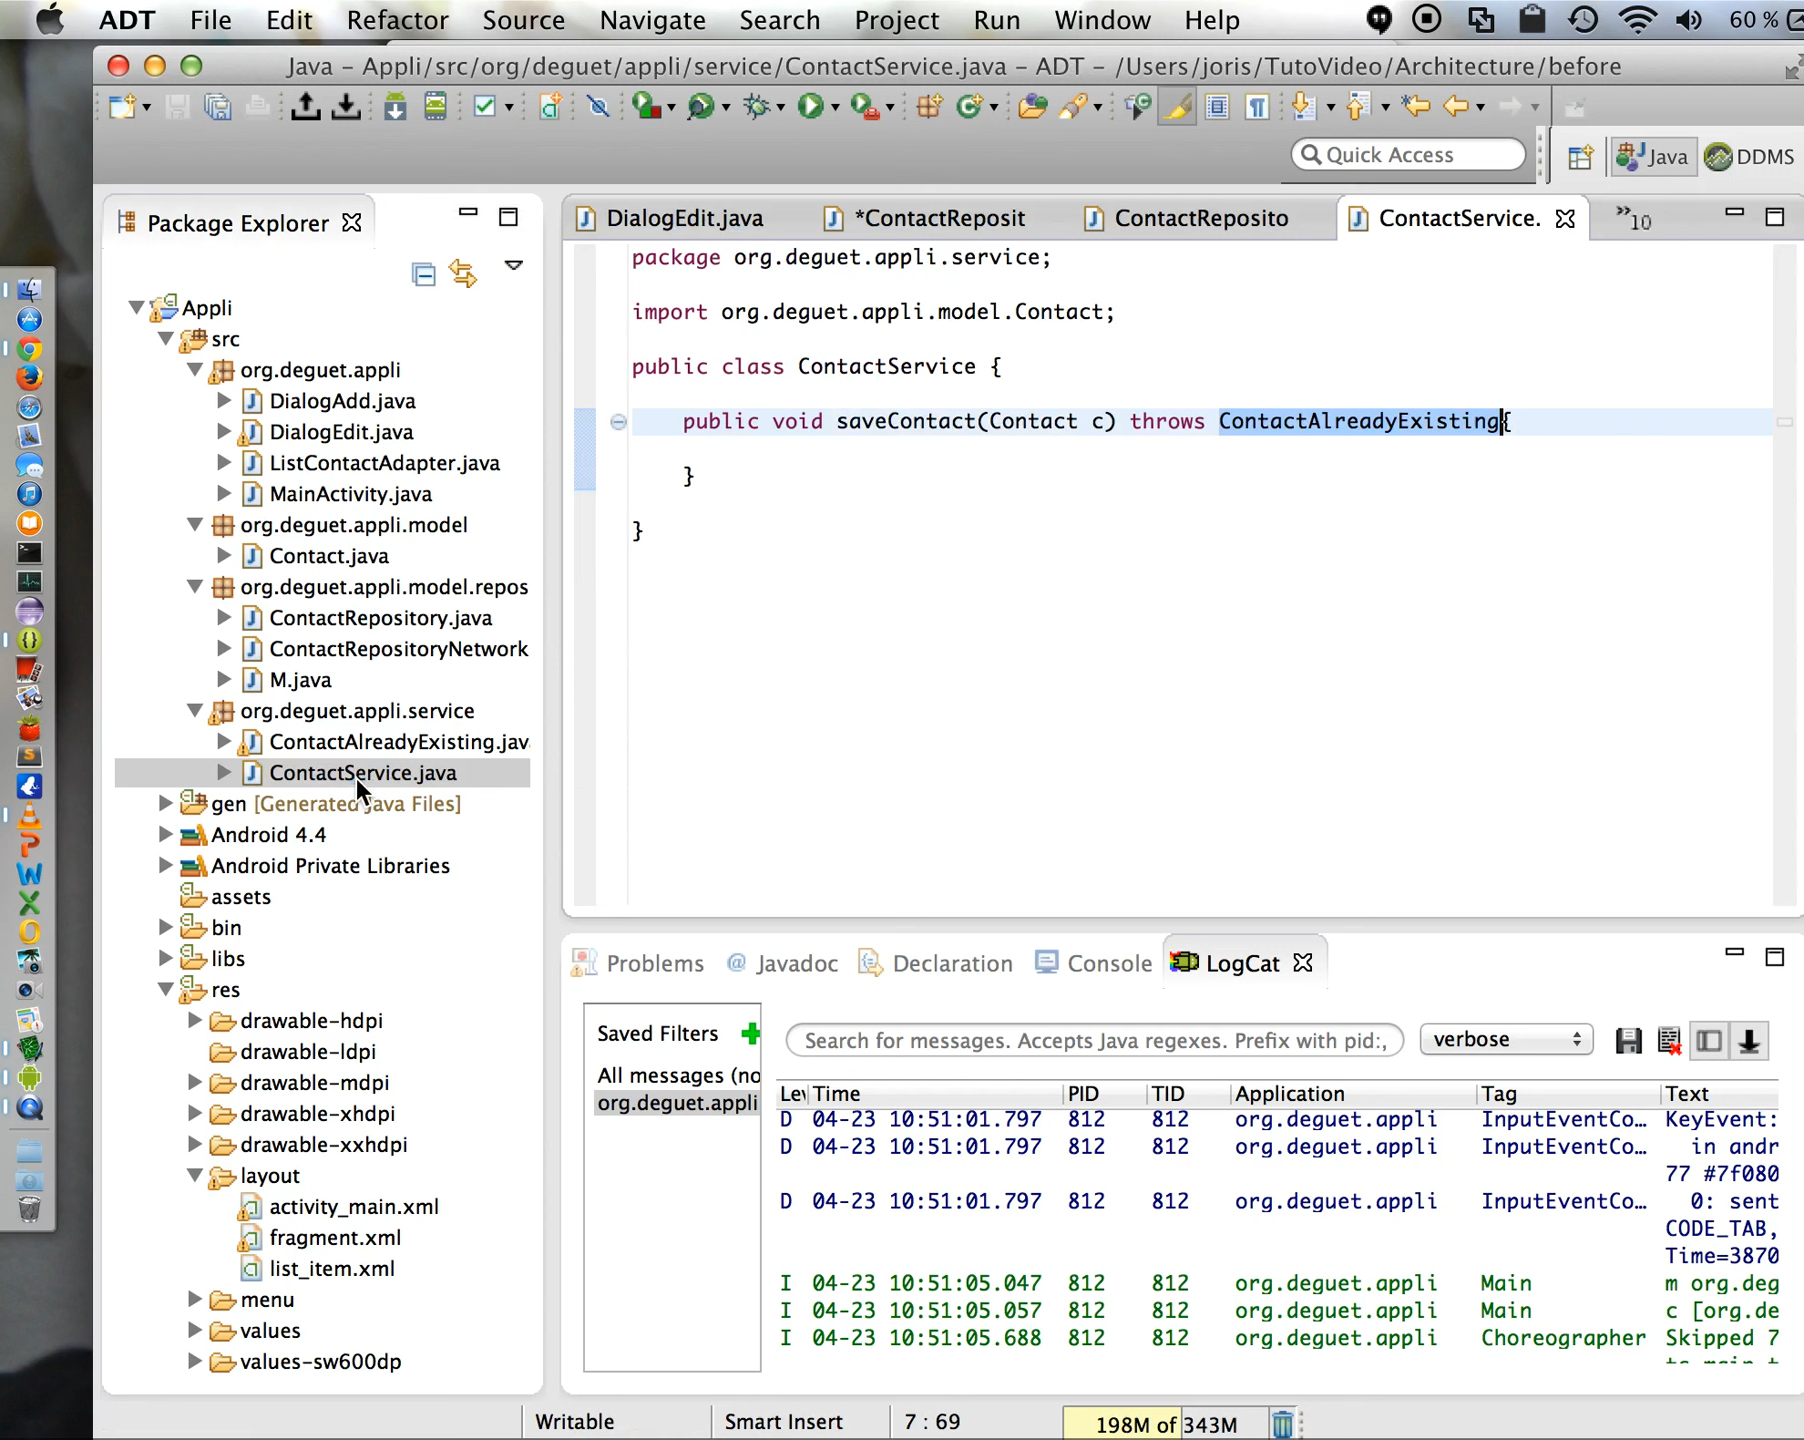 ADT File Edit Refactor Source Navigate Search Project Run Window Help 60 %
Java – Appli/src/org/deguet/appli/service/ContactService.java – ADT – /Users/joris/TutoVideo/Architecture/before
Quick Access
Java
DDMS
Package Explorer
DialogEdit.java
*ContactReposit
ContactReposito
ContactService.
»10
Appli
src
org.deguet.appli
DialogAdd.java
DialogEdit.java
ListContactAdapter.java
MainActivity.java
org.deguet.appli.model
Contact.java
org.deguet.appli.model.repos
ContactRepository.java
ContactRepositoryNetwork
M.java
org.deguet.appli.service
ContactAlreadyExisting.jav
ContactService.java
gen [Generated Java Files]
Android 4.4
Android Private Libraries
assets
bin
libs
res
drawable-hdpi
drawable-ldpi
drawable-mdpi
drawable-xhdpi
drawable-xxhdpi
layout
activity_main.xml
fragment.xml
list_item.xml
menu
values
values-sw600dp
package org.deguet.appli.service;
import org.deguet.appli.model.Contact;
public class ContactService {
public void saveContact(Contact c) throws ContactAlreadyExisting{
}
}
Problems
@ Javadoc
Declaration
Console
LogCat
Saved Filters
All messages (no
org.deguet.appli
Search for messages. Accepts Java regexes. Prefix with pid:,
verbose
Lev Time PID TID Application Tag Text
D 04-23 10:51:01.797 812 812 org.deguet.appli InputEventCo… KeyEvent:
D 04-23 10:51:01.797 812 812 org.deguet.appli InputEventCo… in andr
77 #7f080
D 04-23 10:51:01.797 812 812 org.deguet.appli InputEventCo… 0: sent
CODE_TAB,
Time=3870
I 04-23 10:51:05.047 812 812 org.deguet.appli Main m org.deg
I 04-23 10:51:05.057 812 812 org.deguet.appli Main c [org.de
I 04-23 10:51:05.688 812 812 org.deguet.appli Choreographer Skipped 7
Writable
Smart Insert
7 : 69
198M of 343M